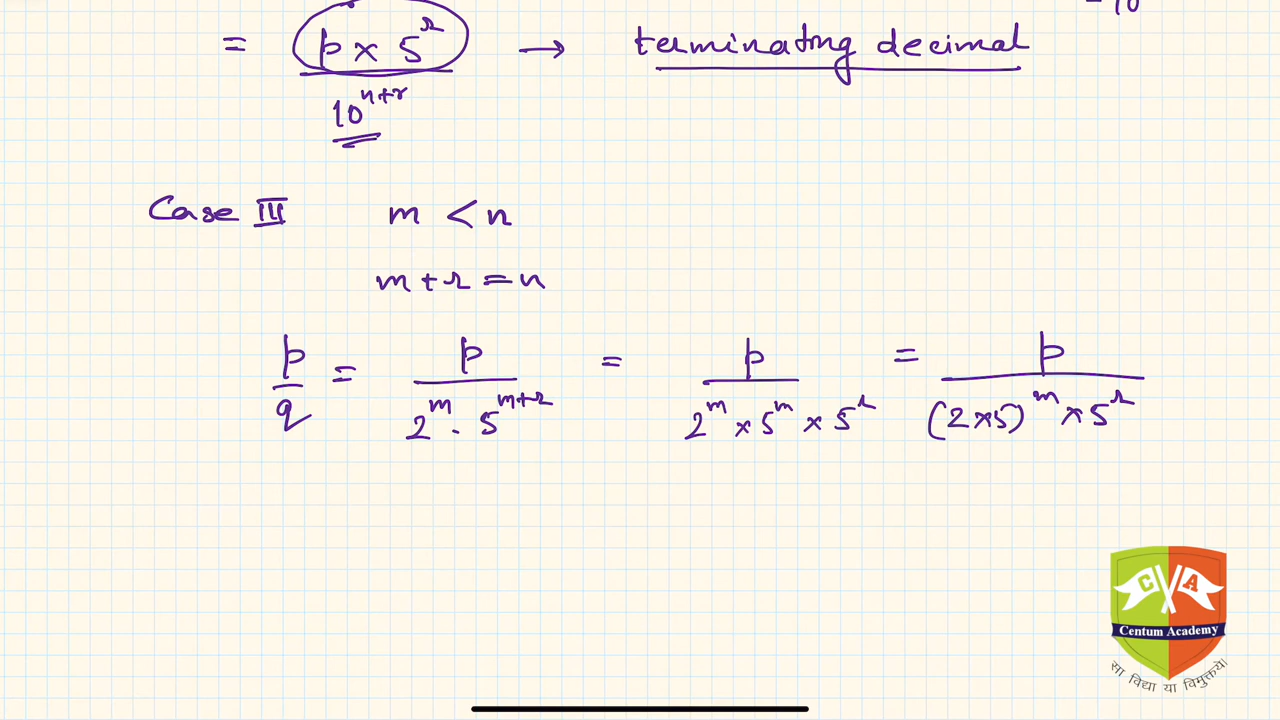 = p × 5^r / 10^(n+r) → terminating decimal
Case III m < n
m + r = n
p/q = p/(2^m · 5^(m+r)) = p/(2^m × 5^m × 5^r) = p/((2×5)^m × 5^r)
C A
Centum Academy
सा विद्या या विमुक्तये।